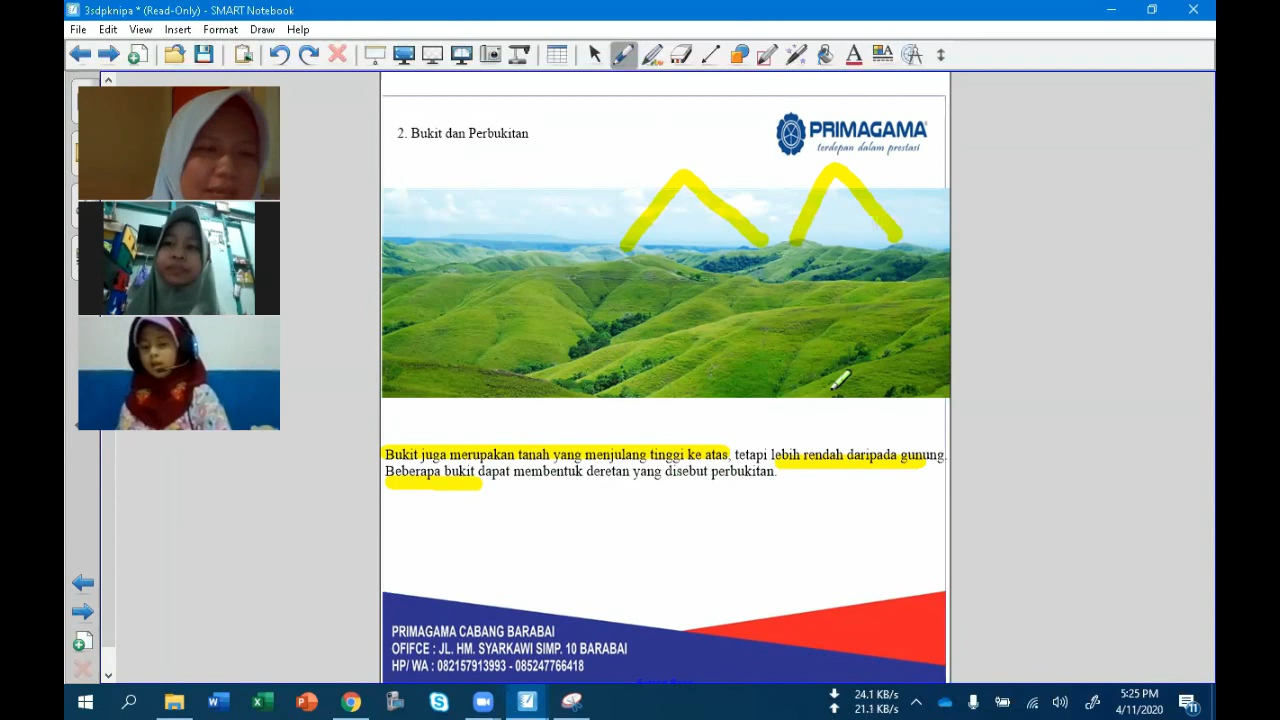 3sdpknipa * (Read-Only) - SMART Notebook
File Edit View Insert Format Draw Help
2. Bukit dan Perbukitan
PRIMAGAMA
terdepan dalam prestasi
Bukit juga merupakan tanah yang menjulang tinggi ke atas, tetapi lebih rendah daripada gunung.
Beberapa bukit dapat membentuk deretan yang disebut perbukitan.
PRIMAGAMA CABANG BARABAI
OFIFCE : JL. HM. SYARKAWI SIMP. 10 BARABAI
HP/ WA : 082157913993 - 085247766418
24.1 KB/s
21.1 KB/s
5:25 PM
4/11/2020
11